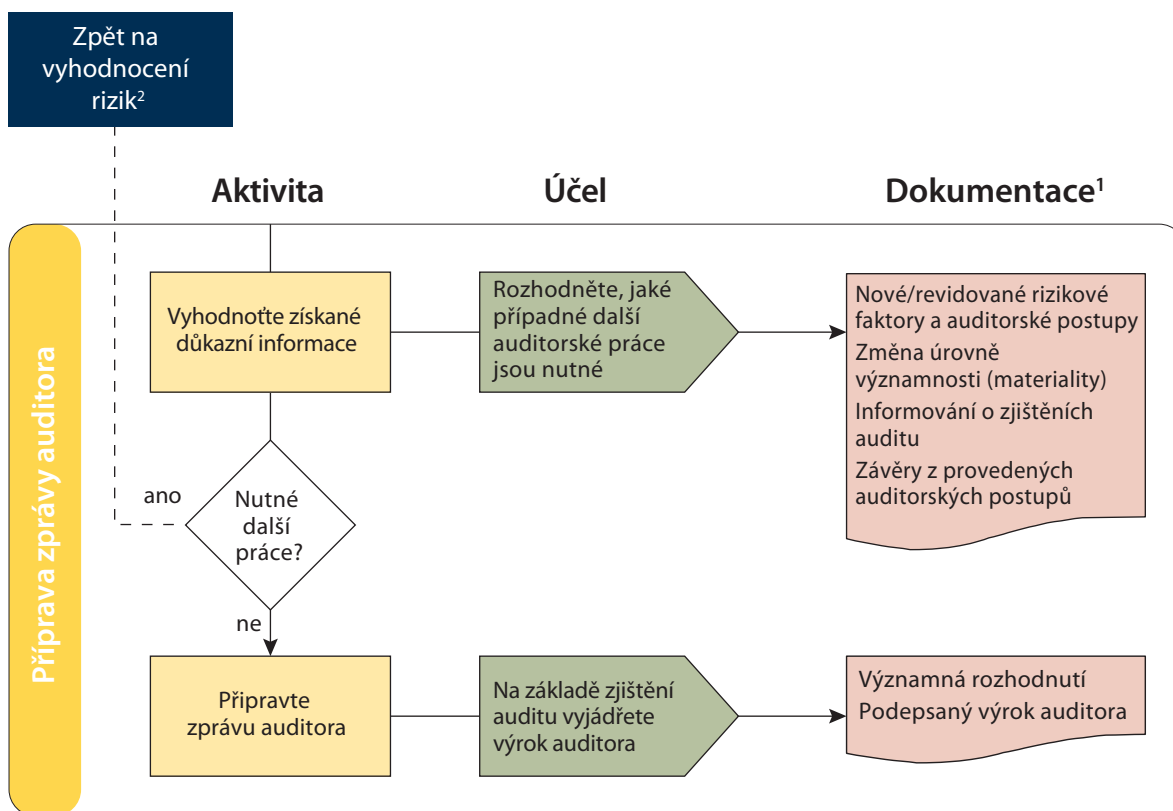 Zpět na
vyhodnocení
rizik²
Aktivita
Účel
Dokumentace¹
Příprava zprávy auditora
Vyhodnoťte získané
důkazní informace
Rozhodněte, jaké
případné další
auditorské práce
jsou nutné
Nové/revidované rizikové
faktory a auditorské postupy
Změna úrovně
významnosti (materiality)
Informování o zjištěních
auditu
Závěry z provedených
auditorských postupů
ano
Nutné
další
práce?
ne
Připravte
zprávu auditora
Na základě zjištění
auditu vyjádřete
výrok auditora
Významná rozhodnutí
Podepsaný výrok auditora